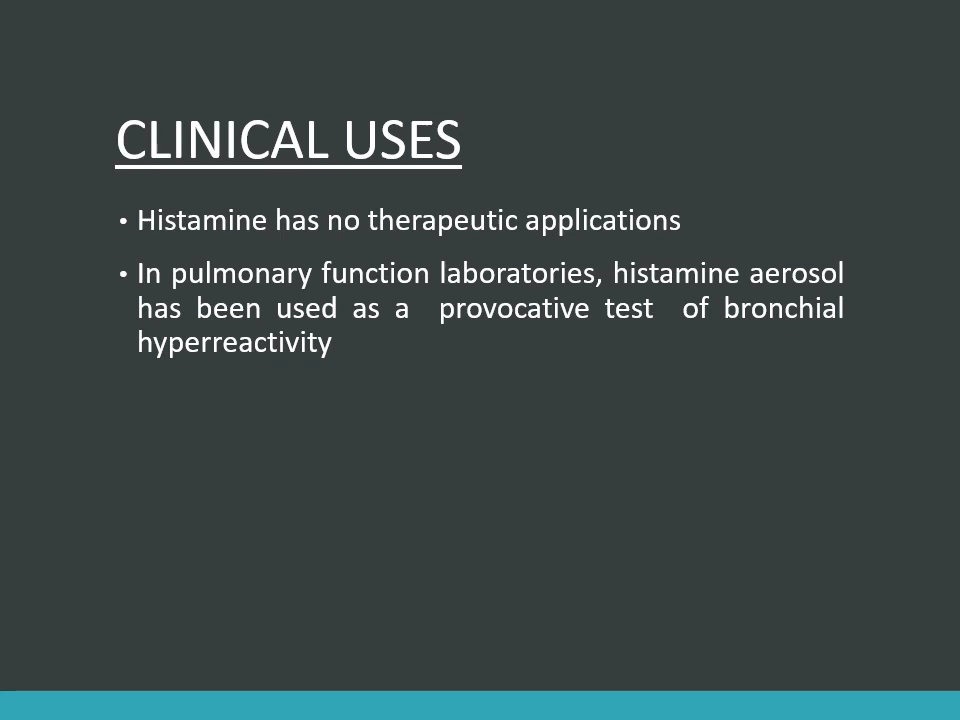 CLINICAL USES
• Histamine has no therapeutic applications
• In pulmonary function laboratories, histamine aerosol
has been used as a provocative test of bronchial
hyperreactivity